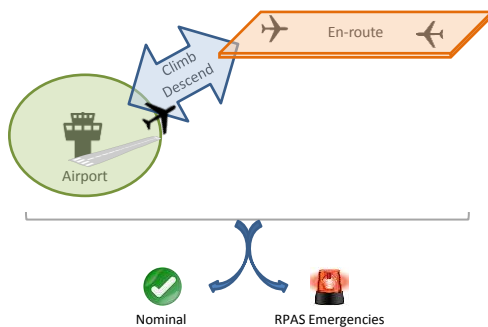 En-route
Climb
Descend
Airport
Nominal
RPAS Emergencies